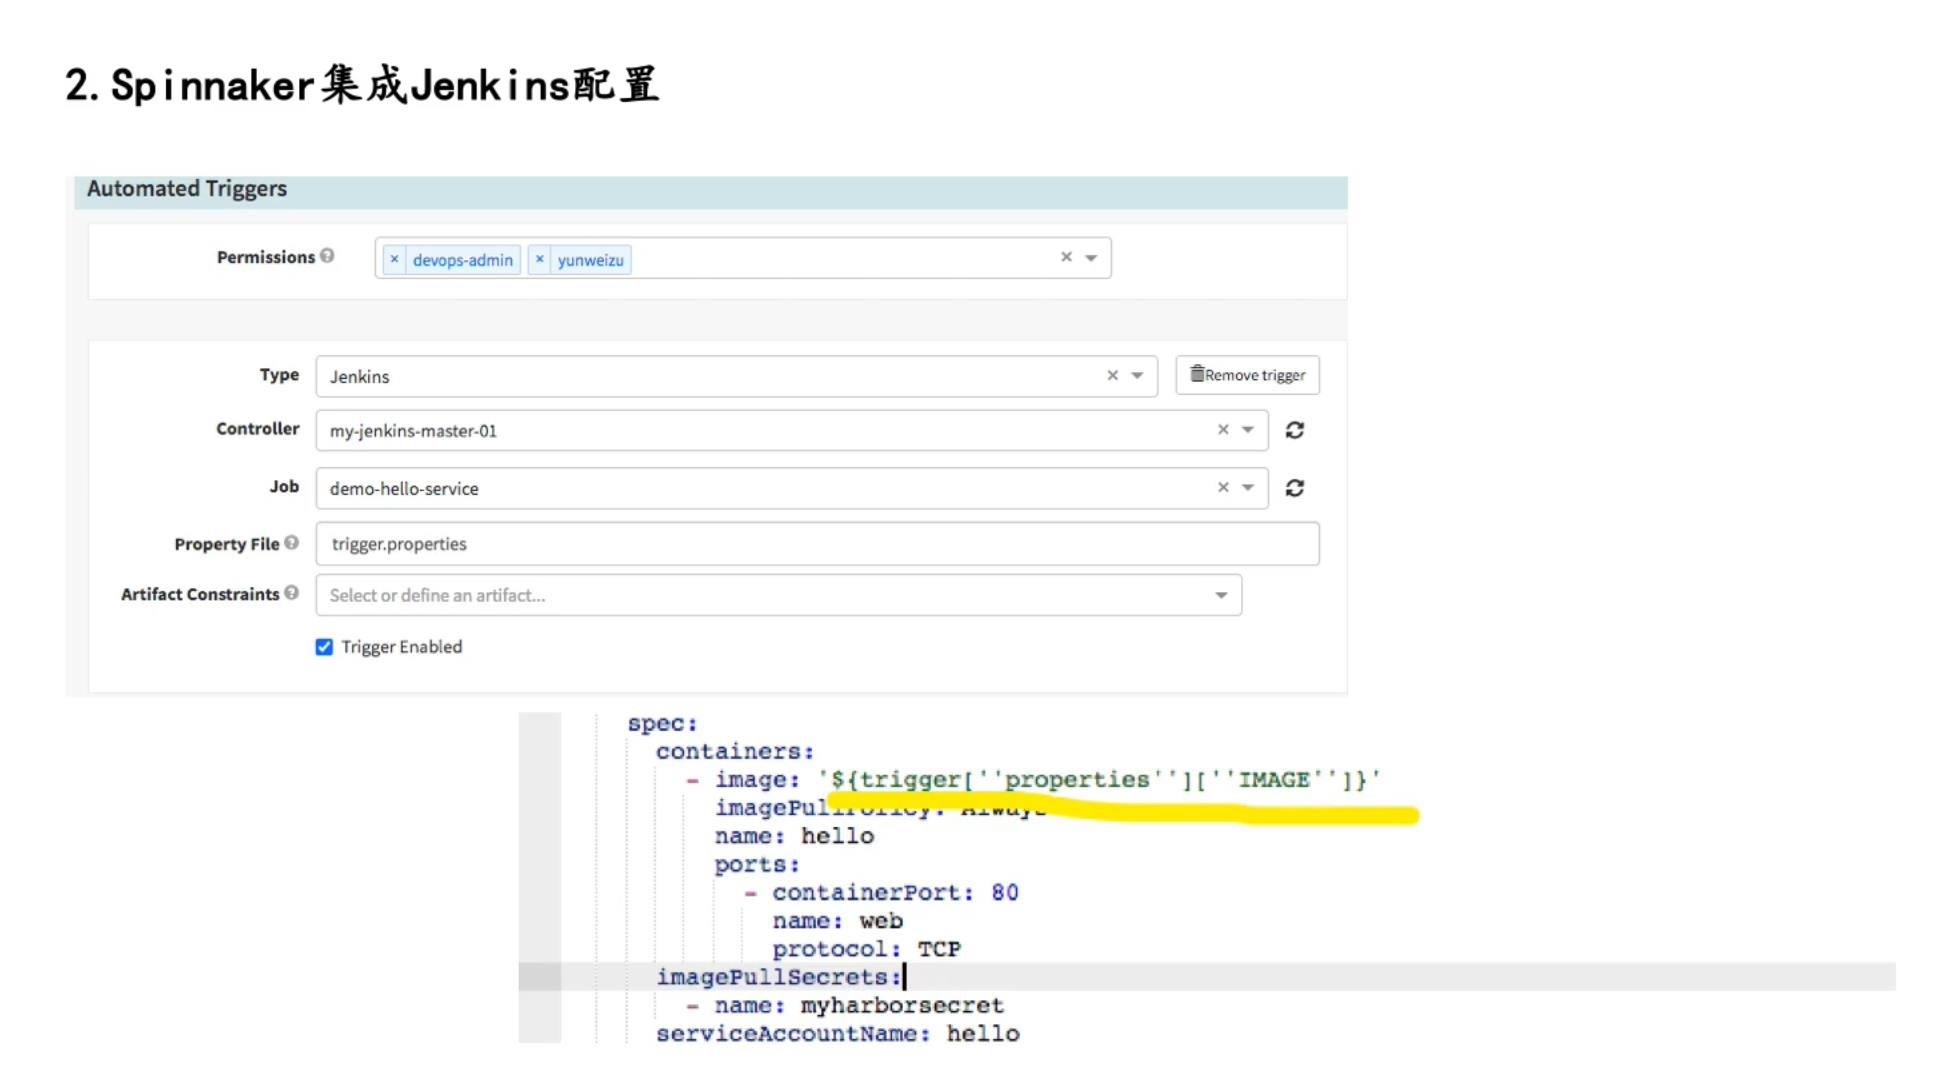 2. Spinnaker集成Jenkins配置
Automated Triggers
Permissions
× devops-admin × yunweizu
Type Jenkins Remove trigger
Controller my-jenkins-master-01
Job demo-hello-service
Property File trigger.properties
Artifact Constraints Select or define an artifact...
Trigger Enabled
spec:
containers:
- image: '${trigger[''properties''][''IMAGE'']}'
imagePullPolicy: Always
name: hello
ports:
- containerPort: 80
name: web
protocol: TCP
imagePullSecrets:
- name: myharborsecret
serviceAccountName: hello